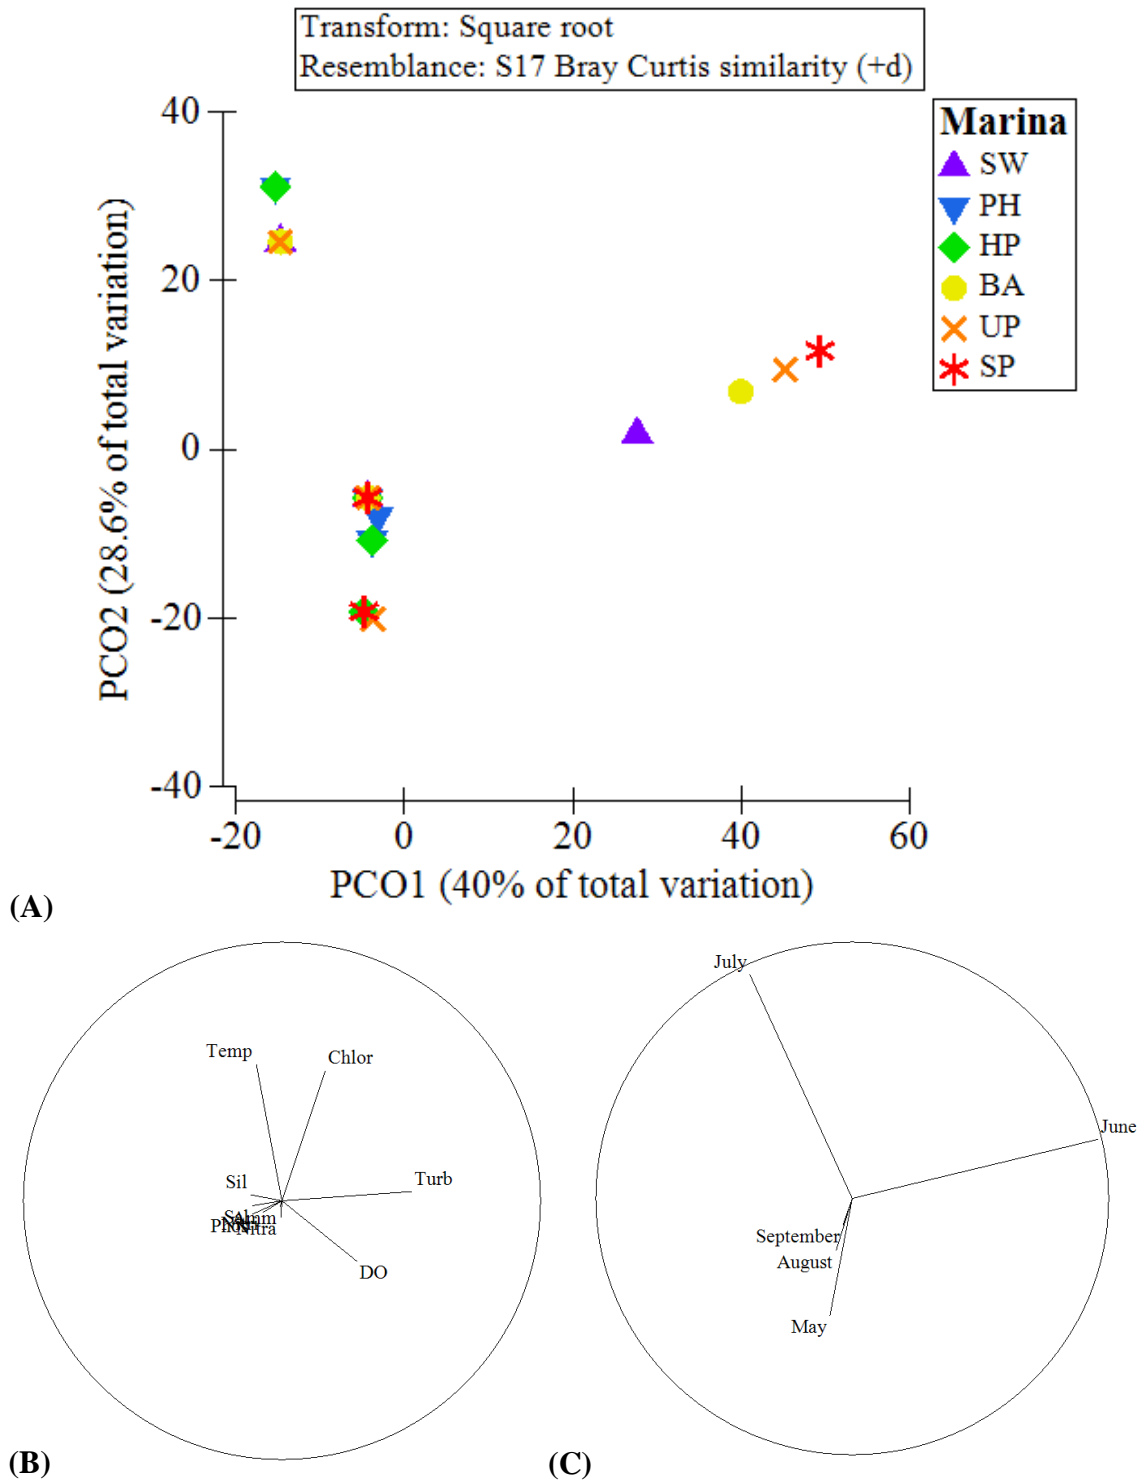 Transform: Square root
Resemblance: S17 Bray Curtis similarity (+d)
Marina
SW
PH
HP
BA
UP
SP
40
20
0
-20
-40
PCO2 (28.6% of total variation)
-20 0 20 40 60
PCO1 (40% of total variation)
(A)
Temp
Chlor
Sil
Turb
Amm
Phos
Nitra
DO
(B)
July
June
September
August
May
(C)